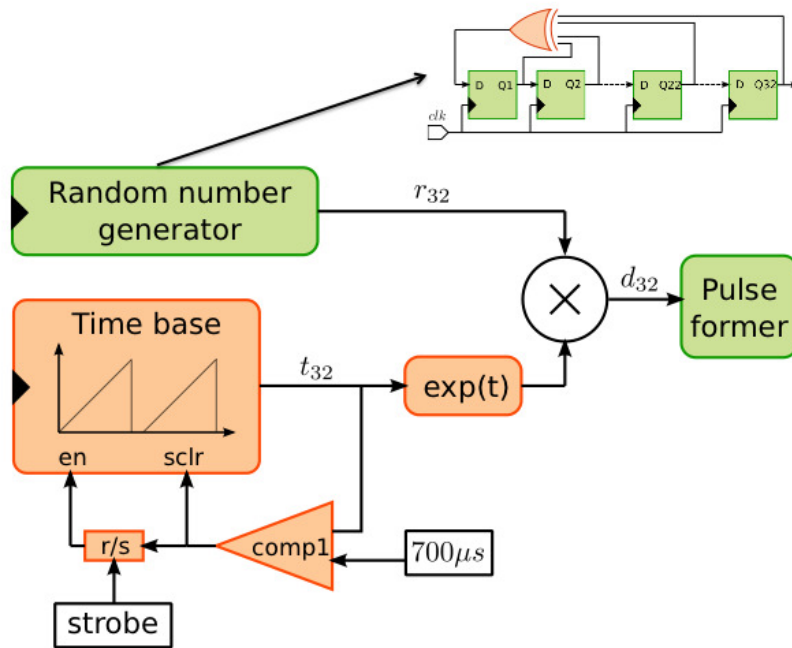 D Q1
D Q2
D Q22
D Q32
clk
Random number
generator
r₃₂
d₃₂
Pulse
former
Time base
t₃₂
exp(t)
en sclr
r/s
comp1
700μs
strobe